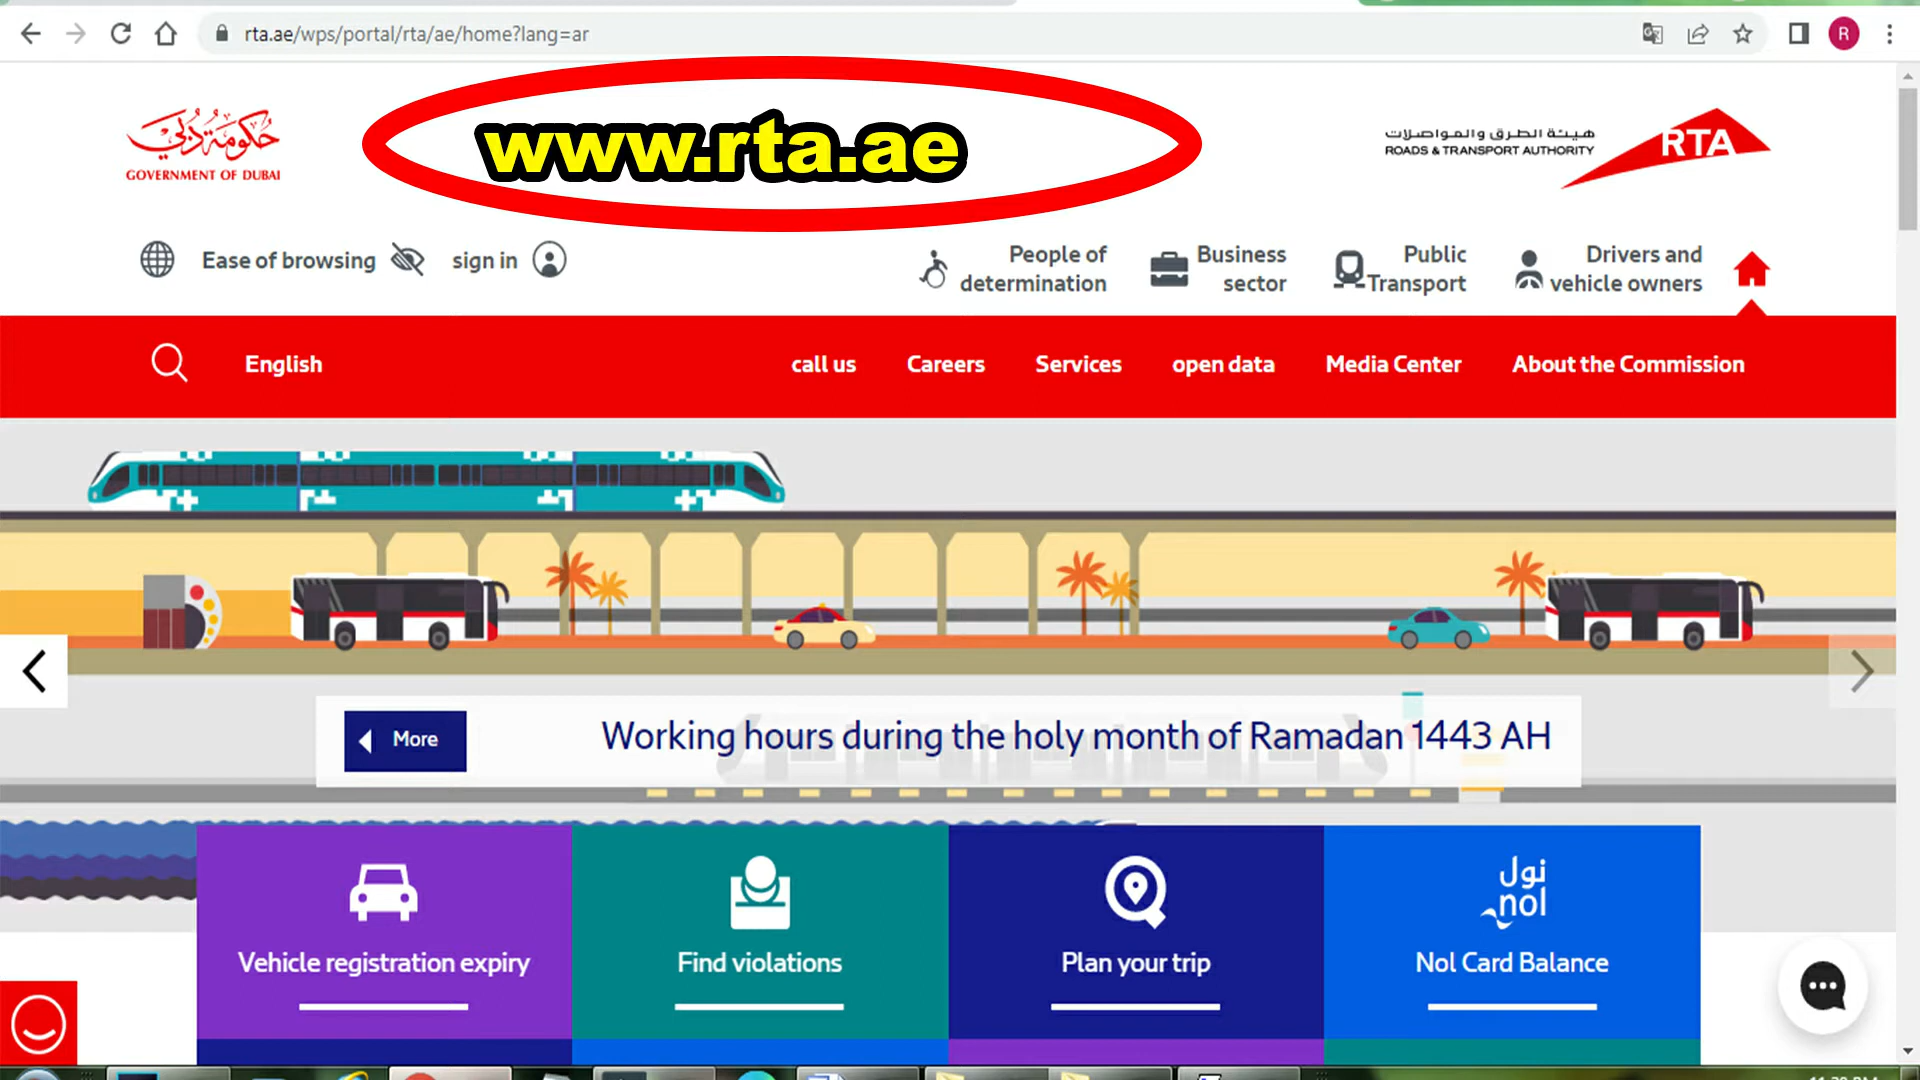 rta.ae/wps/portal/rta/ae/home?lang=ar
R
حكومة دبي
GOVERNMENT OF DUBAI
www.rta.ae
هيئة الطرق والمواصلات
ROADS & TRANSPORT AUTHORITY
RTA
Ease of browsing
sign in
People of
determination
Business
sector
Public
Transport
Drivers and
vehicle owners
English
call us
Careers
Services
open data
Media Center
About the Commission
More
Working hours during the holy month of Ramadan 1443 AH
Vehicle registration expiry
Find violations
Plan your trip
نول
nol
Nol Card Balance